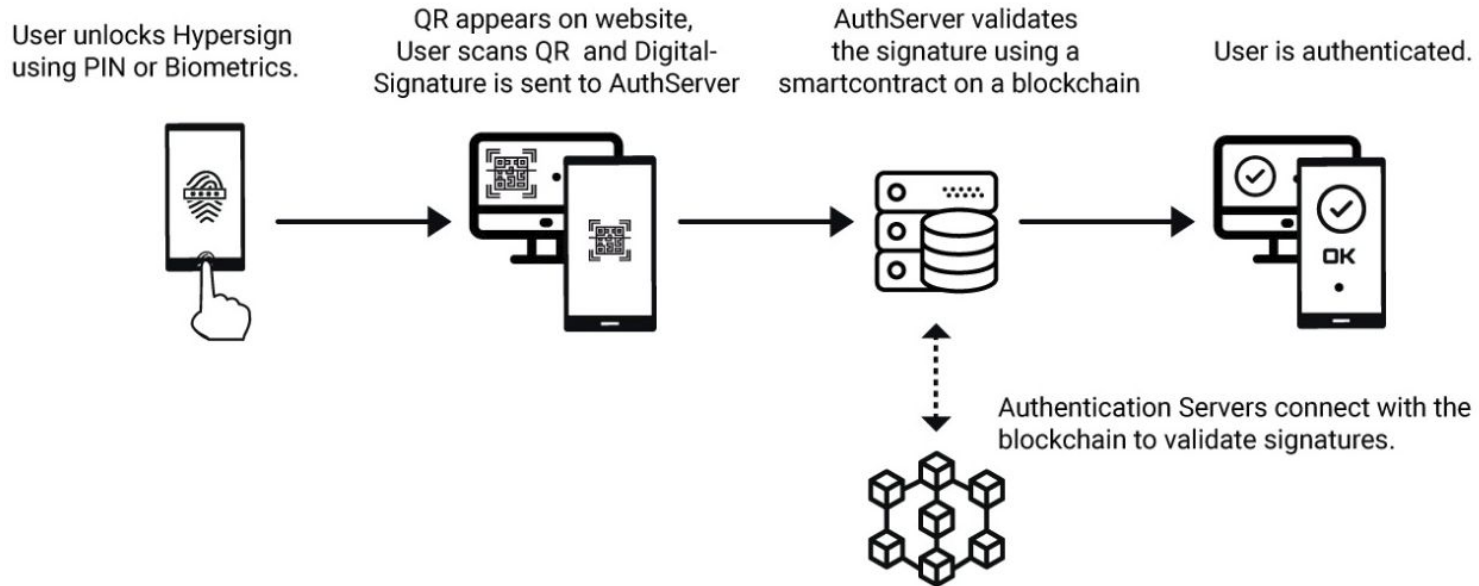 User unlocks Hypersign
using PIN or Biometrics.
QR appears on website,
User scans QR and Digital-
Signature is sent to AuthServer
AuthServer validates
the signature using a
smartcontract on a blockchain
User is authenticated.
OK
Authentication Servers connect with the
blockchain to validate signatures.